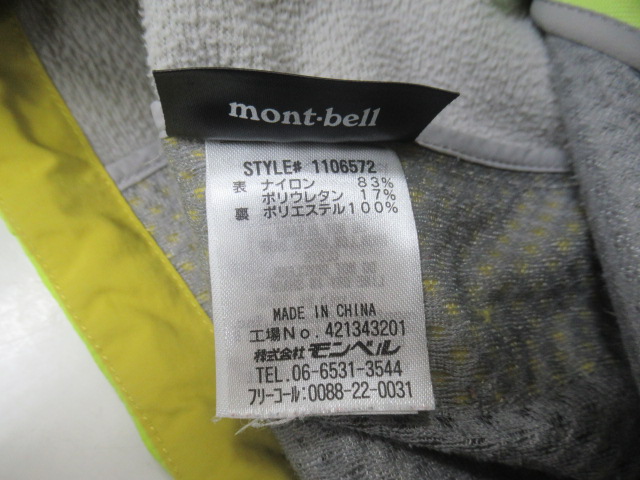 mont·bell
STYLE# 1106572
表 ナイロン 83%
ポリウレタン 17%
裏 ポリエステル100%
MADE IN CHINA
工場No. 421343201
株式会社 モンベル
TEL. 06-6531-3544
フリーコール:0088-22-0031